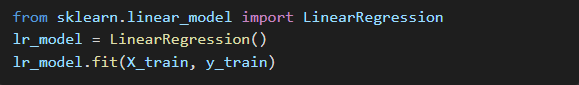 from sklearn.linear_model import LinearRegression
lr_model = LinearRegression()
lr_model.fit(X_train, y_train)